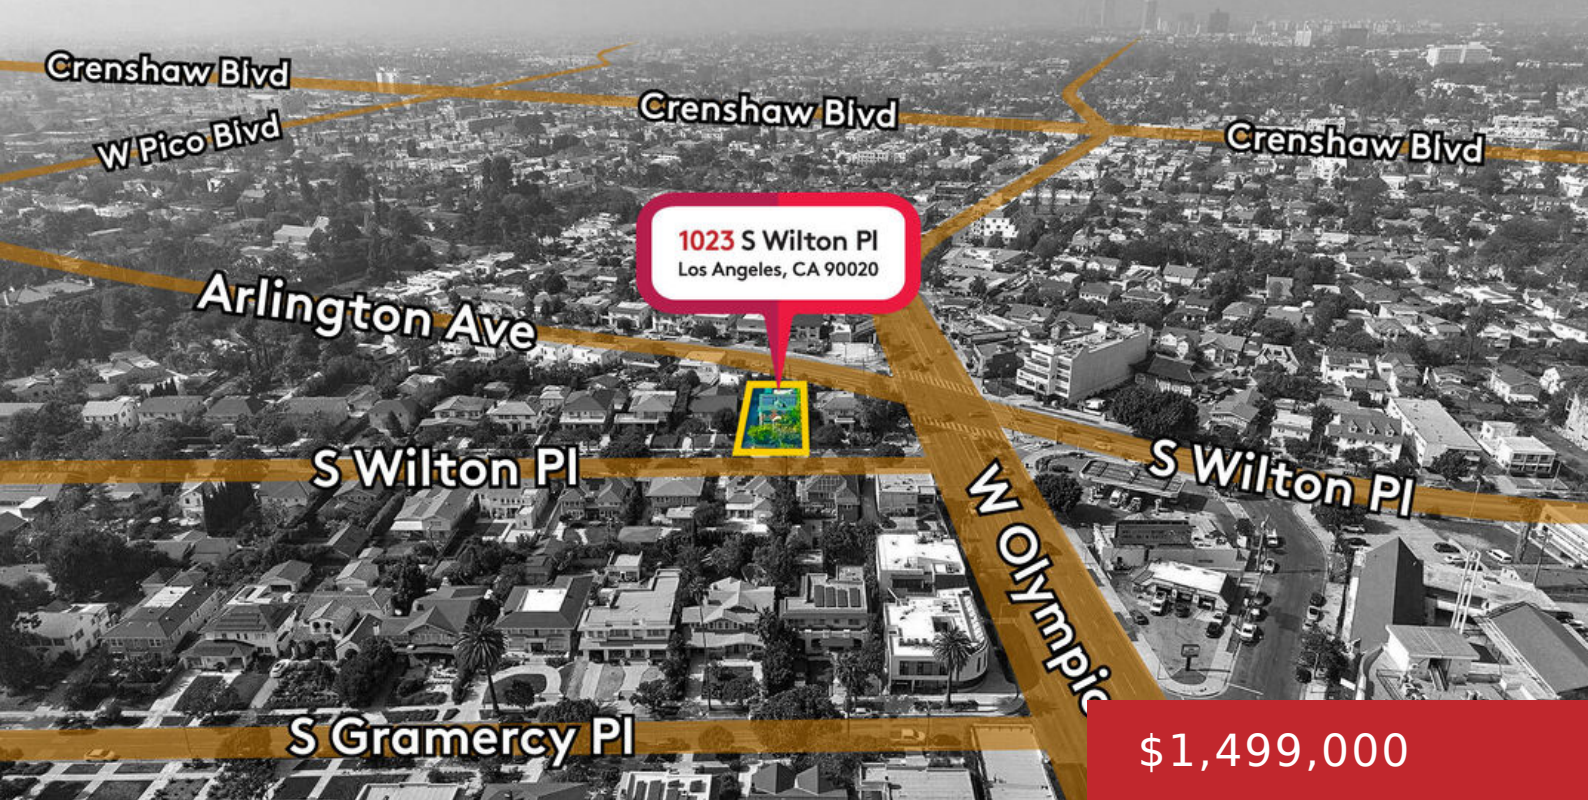 Crenshaw Blvd
Crenshaw Blvd
Crenshaw Blvd
W Pico Blvd
1023 S Wilton Pl
Los Angeles, CA 90020
Arlington Ave
S Wilton Pl
S Wilton Pl
W Olympic
S Gramercy Pl
$1,499,000